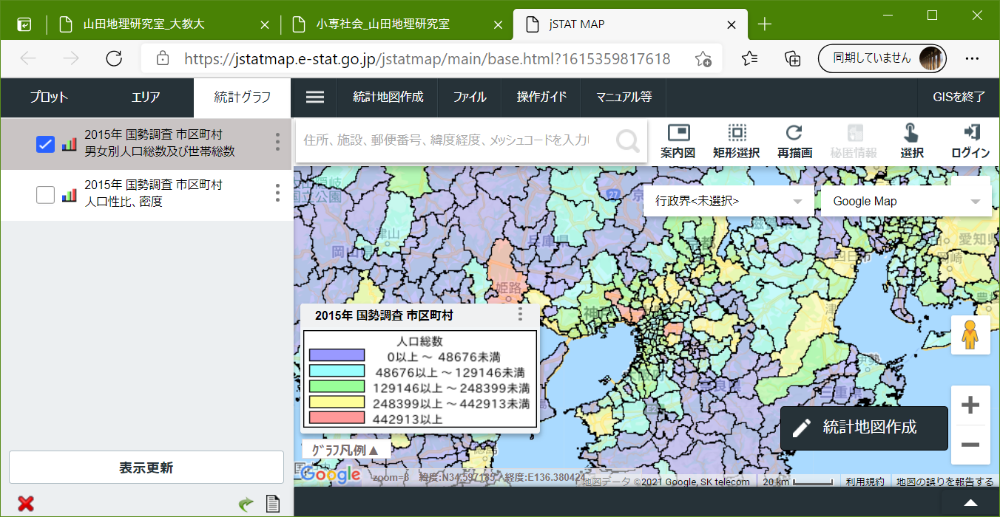 山田地理研究室_大教大
小専社会_山田地理研究室
jSTAT MAP
https://jstatmap.e-stat.go.jp/jstatmap/main/base.html?1615359817618
同期していません
プロット
エリア
統計グラフ
統計地図作成
ファイル
操作ガイド
マニュアル等
GISを終了
2015年 国勢調査 市区町村
男女別人口総数及び世帯総数
2015年 国勢調査 市区町村
人口性比、密度
住所、施設、郵便番号、緯度経度、メッシュコードを入力
案内図
矩形選択
再描画
秘匿情報
選択
ログイン
行政界<未選択>
Google Map
国立公園
27
津山
岡山県
兵庫県
京都
姫路
四日市
愛知県
岡崎
津
伊勢
奈良県
三重県
2015年 国勢調査 市区町村
人口総数
0以上 ～ 48676未満
48676以上 ～ 129146未満
129146以上 ～ 248399未満
248399以上 ～ 442913未満
442913以上
グラフ凡例▲
統計地図作成
表示更新
Google
zoom=8 緯度:N34.597185 経度:E136.380424
地図データ ©2021 Google, SK telecom
20 km
利用規約
地図の誤りを報告する